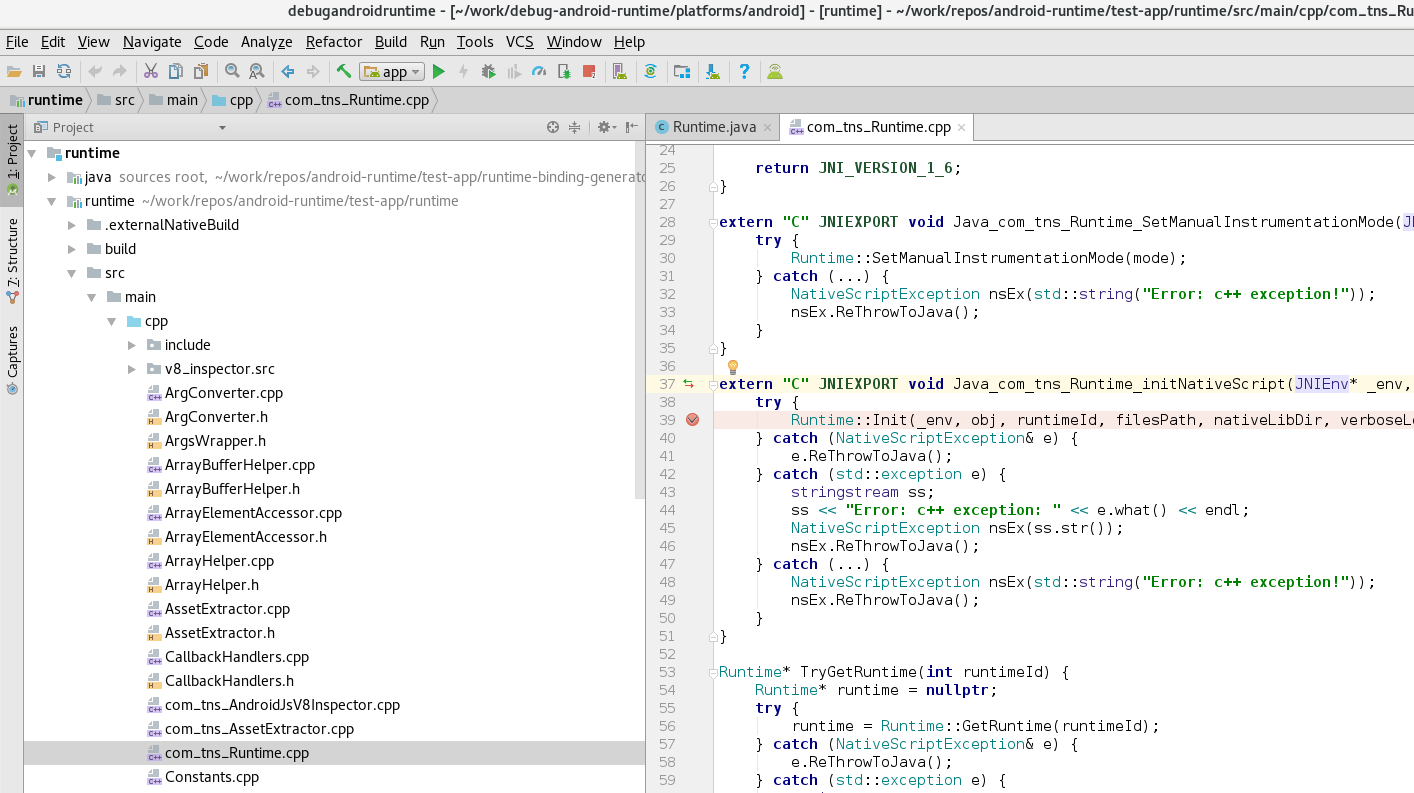 debugandroidruntime - [~/work/debug-android-runtime/platforms/android] - [runtime] - ~/work/repos/android-runtime/test-app/runtime/src/main/cpp/com_tns_Ru
File Edit View Navigate Code Analyze Refactor Build Run Tools VCS Window Help
app
runtime src main cpp com_tns_Runtime.cpp
1: Project
7: Structure
Captures
Project
runtime
java sources root, ~/work/repos/android-runtime/test-app/runtime-binding-generato
runtime ~/work/repos/android-runtime/test-app/runtime
.externalNativeBuild
build
src
main
cpp
include
v8_inspector.src
ArgConverter.cpp
ArgConverter.h
ArgsWrapper.h
ArrayBufferHelper.cpp
ArrayBufferHelper.h
ArrayElementAccessor.cpp
ArrayElementAccessor.h
ArrayHelper.cpp
ArrayHelper.h
AssetExtractor.cpp
AssetExtractor.h
CallbackHandlers.cpp
CallbackHandlers.h
com_tns_AndroidJsV8Inspector.cpp
com_tns_AssetExtractor.cpp
com_tns_Runtime.cpp
Constants.cpp
Runtime.java com_tns_Runtime.cpp
24
25 return JNI_VERSION_1_6;
26 }
27
28 extern "C" JNIEXPORT void Java_com_tns_Runtime_SetManualInstrumentationMode(JN
29 try {
30 Runtime::SetManualInstrumentationMode(mode);
31 } catch (...) {
32 NativeScriptException nsEx(std::string("Error: c++ exception!"));
33 nsEx.ReThrowToJava();
34 }
35 }
36
37 extern "C" JNIEXPORT void Java_com_tns_Runtime_initNativeScript(JNIEnv* _env,
38 try {
39 Runtime::Init(_env, obj, runtimeId, filesPath, nativeLibDir, verboseLo
40 } catch (NativeScriptException& e) {
41 e.ReThrowToJava();
42 } catch (std::exception e) {
43 stringstream ss;
44 ss << "Error: c++ exception: " << e.what() << endl;
45 NativeScriptException nsEx(ss.str());
46 nsEx.ReThrowToJava();
47 } catch (...) {
48 NativeScriptException nsEx(std::string("Error: c++ exception!"));
49 nsEx.ReThrowToJava();
50 }
51 }
52
53 Runtime* TryGetRuntime(int runtimeId) {
54 Runtime* runtime = nullptr;
55 try {
56 runtime = Runtime::GetRuntime(runtimeId);
57 } catch (NativeScriptException& e) {
58 e.ReThrowToJava();
59 } catch (std::exception e) {